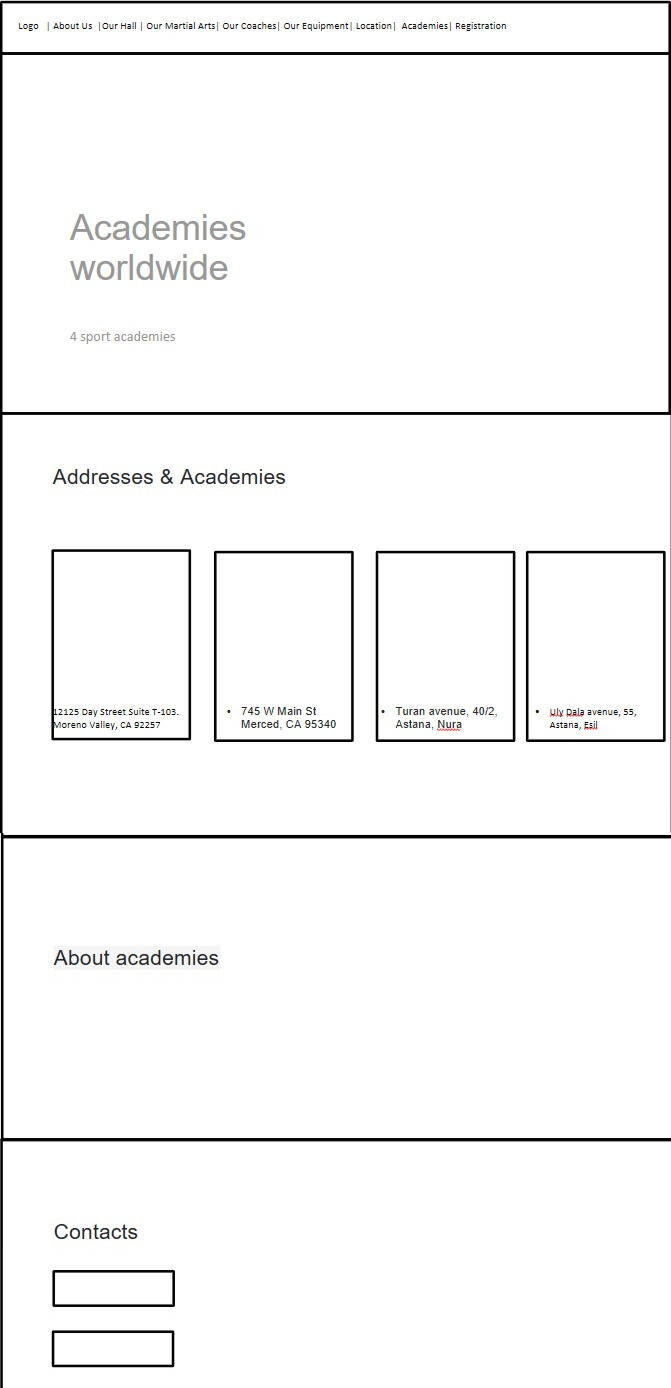 Logo | About Us |Our Hall | Our Martial Arts| Our Coaches| Our Equipment| Location| Academies| Registration
Academies
worldwide
4 sport academies
Addresses & Academies
12125 Day Street Suite T-103.
Moreno Valley, CA 92257
• 745 W Main St
Merced, CA 95340
• Turan avenue, 40/2,
Astana, Nura
• Uly Dala avenue, 55,
Astana, Esil
About academies
Contacts